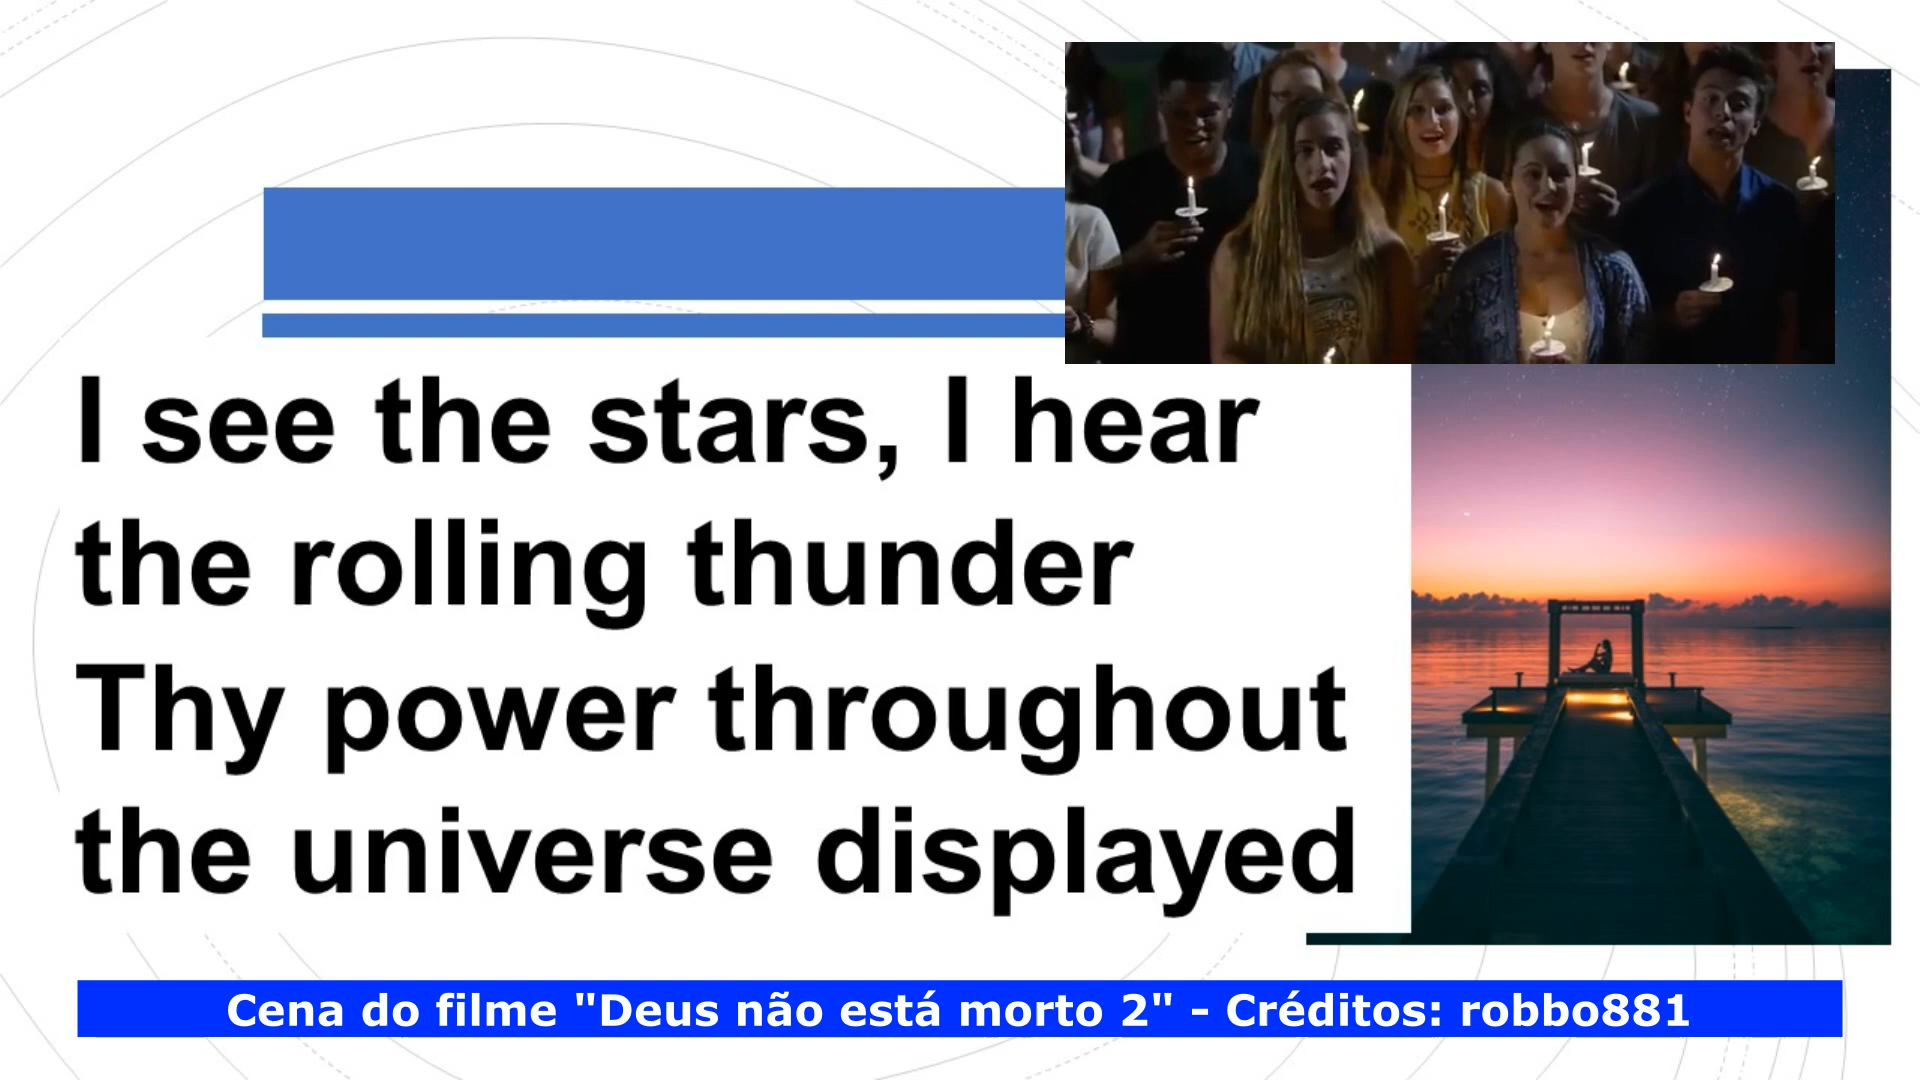 I see the stars, I hear
the rolling thunder
Thy power throughout
the universe displayed
Cena do filme "Deus não está morto 2" - Créditos: robbo881